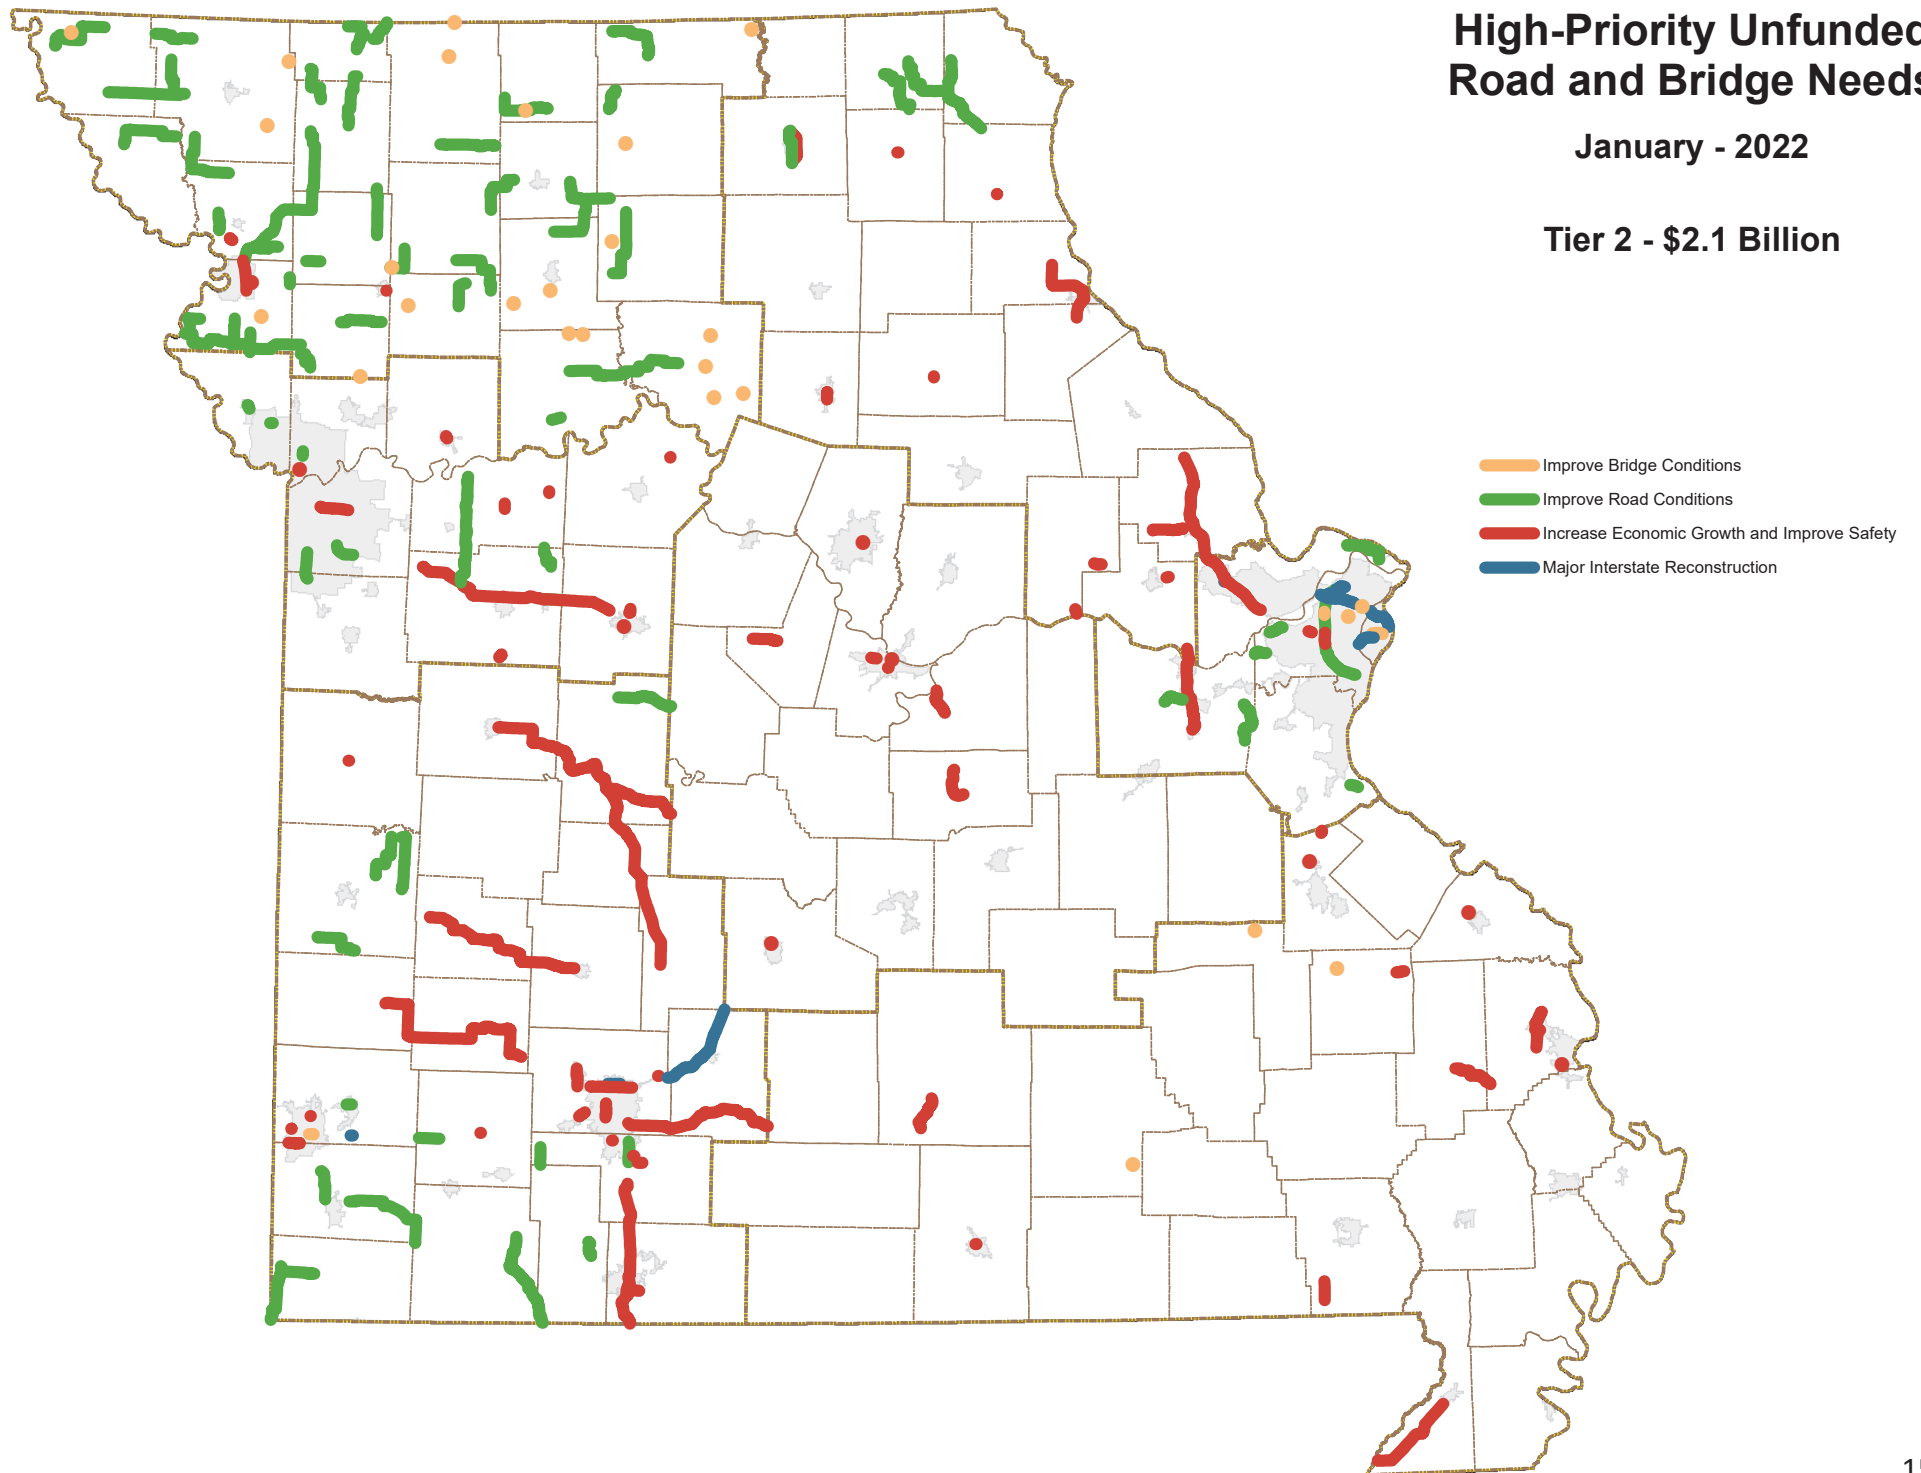 High-Priority Unfunded
Road and Bridge Needs
January - 2022
Tier 2 - $2.1 Billion
Improve Bridge Conditions
Improve Road Conditions
Increase Economic Growth and Improve Safety
Major Interstate Reconstruction